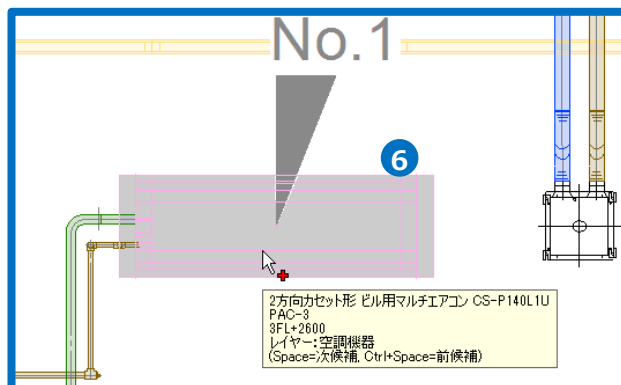 No.1
6
2方向カセット形 ビル用マルチエアコン CS-P140L1U
PAC-3
3FL+2600
レイヤー:空調機器
(Space=次候補, Ctrl+Space=前候補)